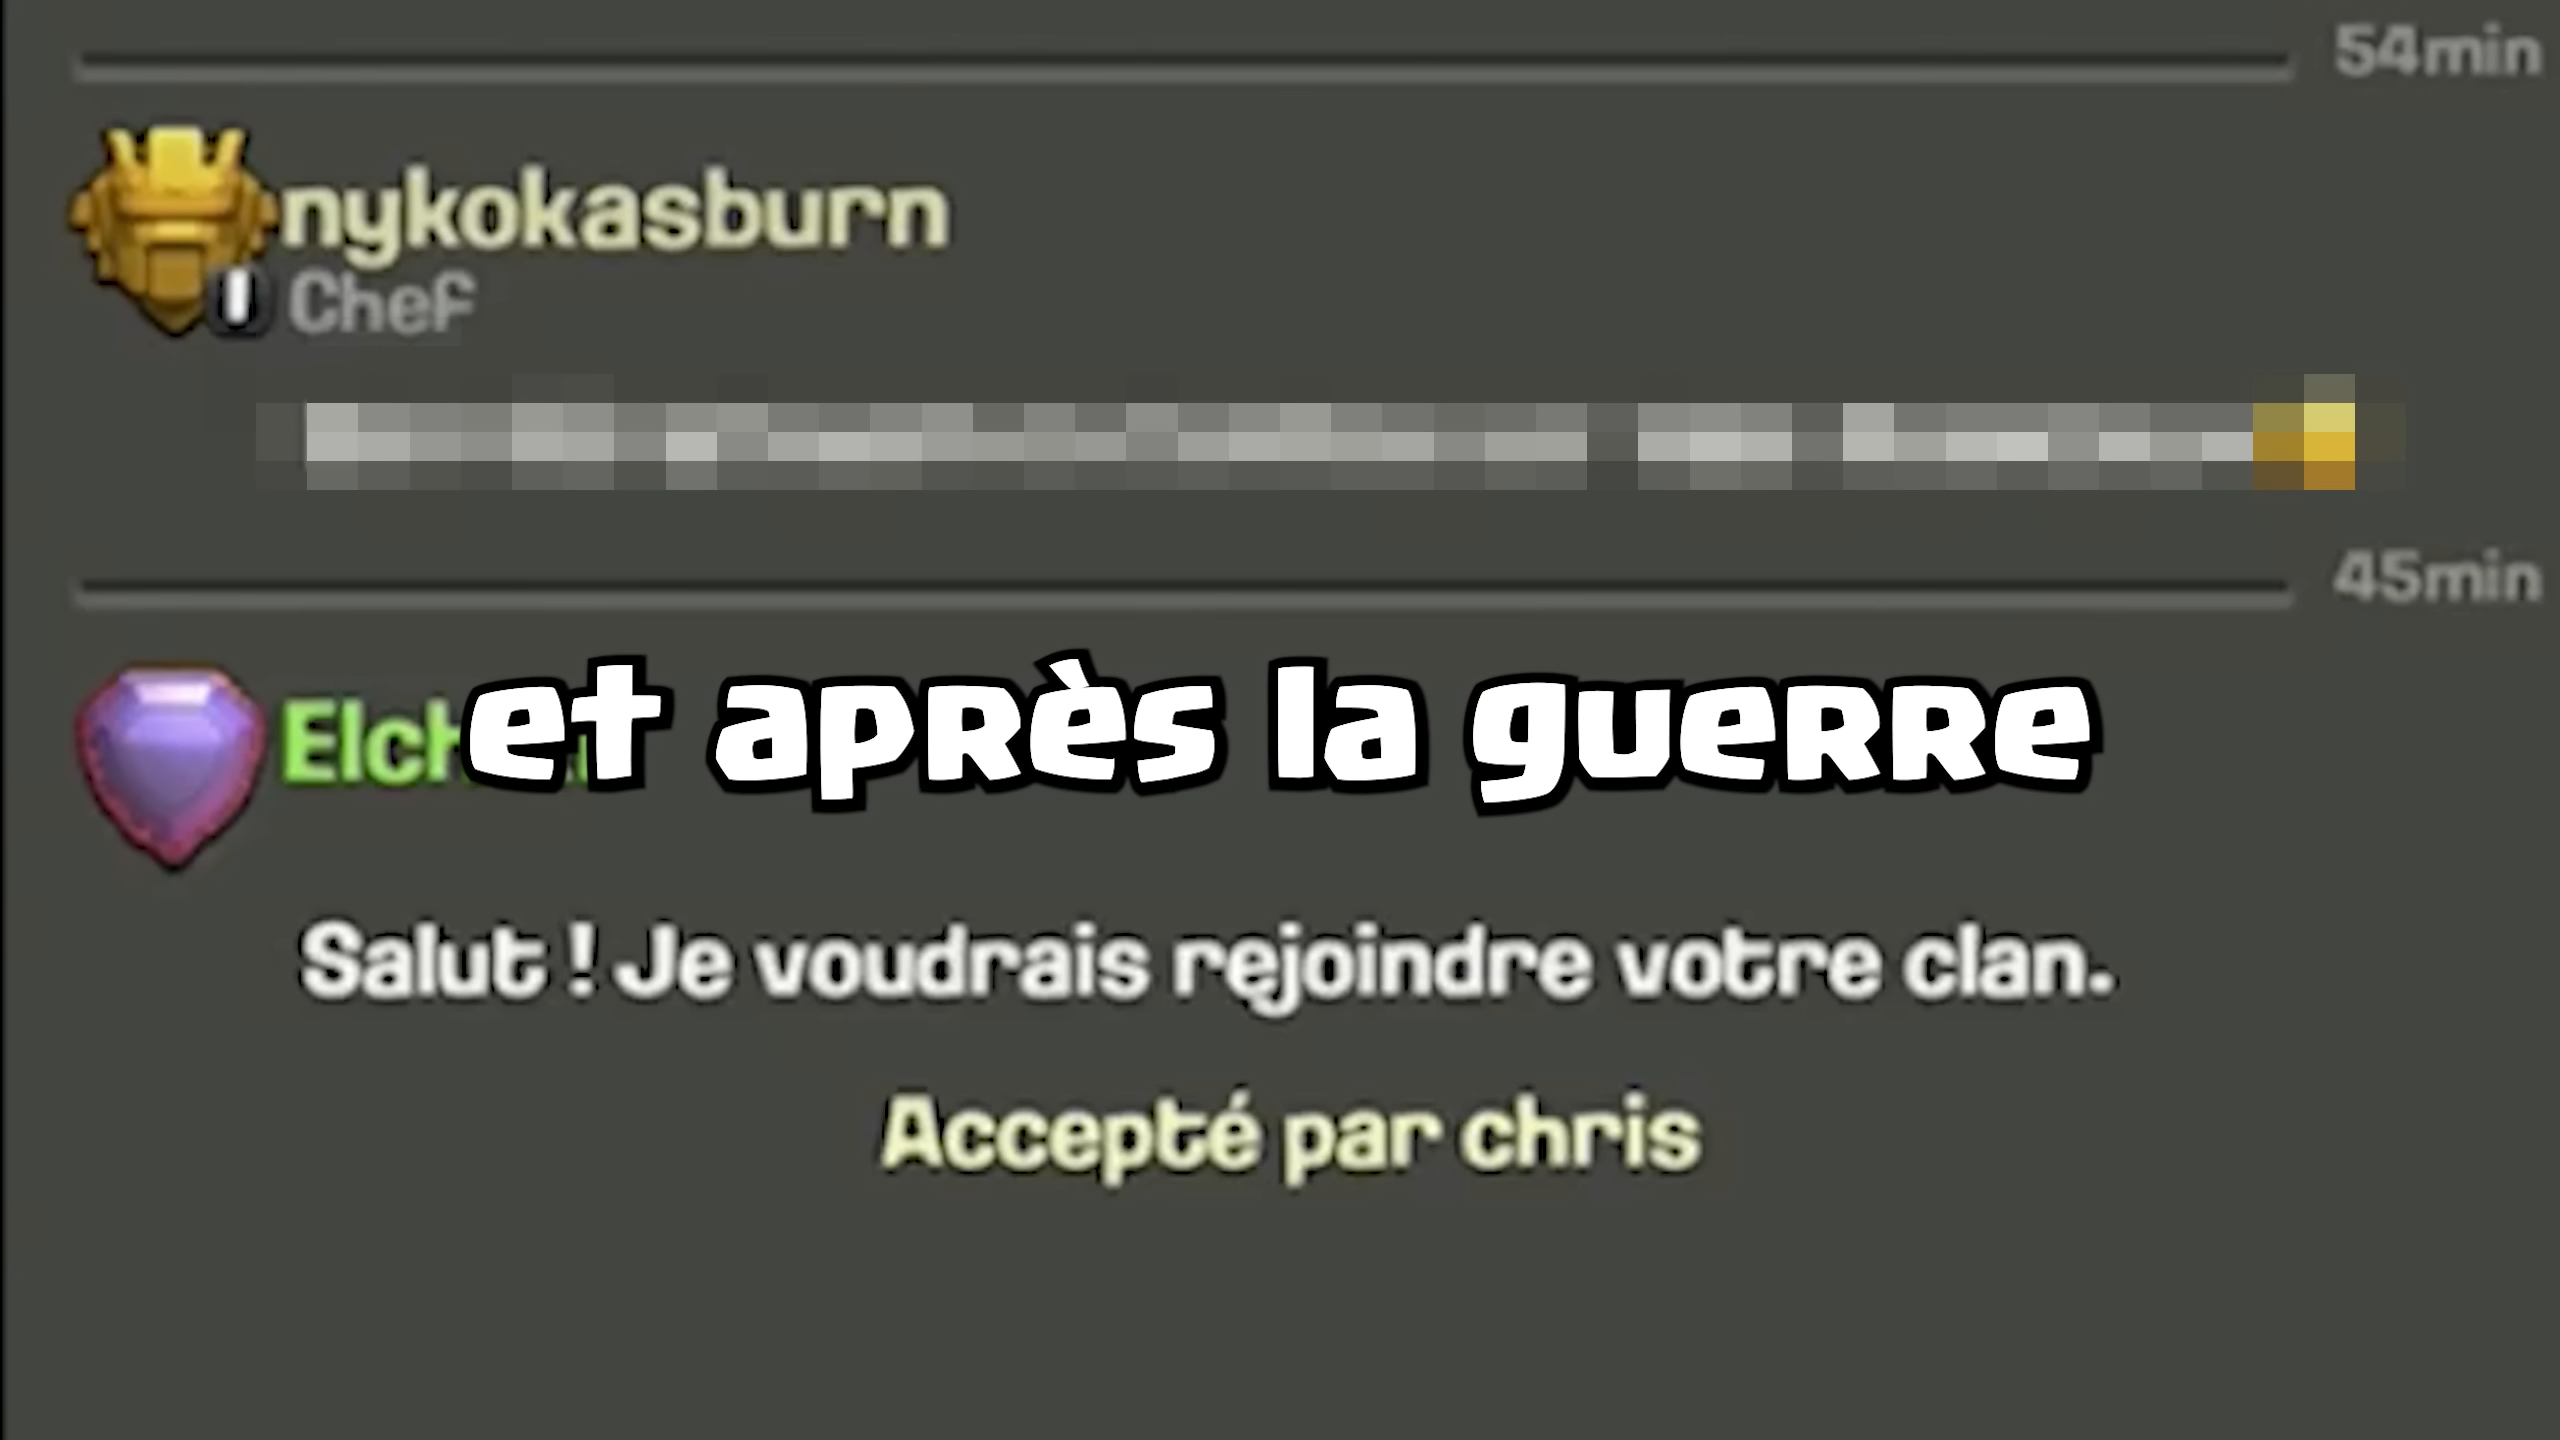 54min
nykokasburn
Chef
45min
et après la guerre
Salut ! Je voudrais rejoindre votre clan.
Accepté par chris